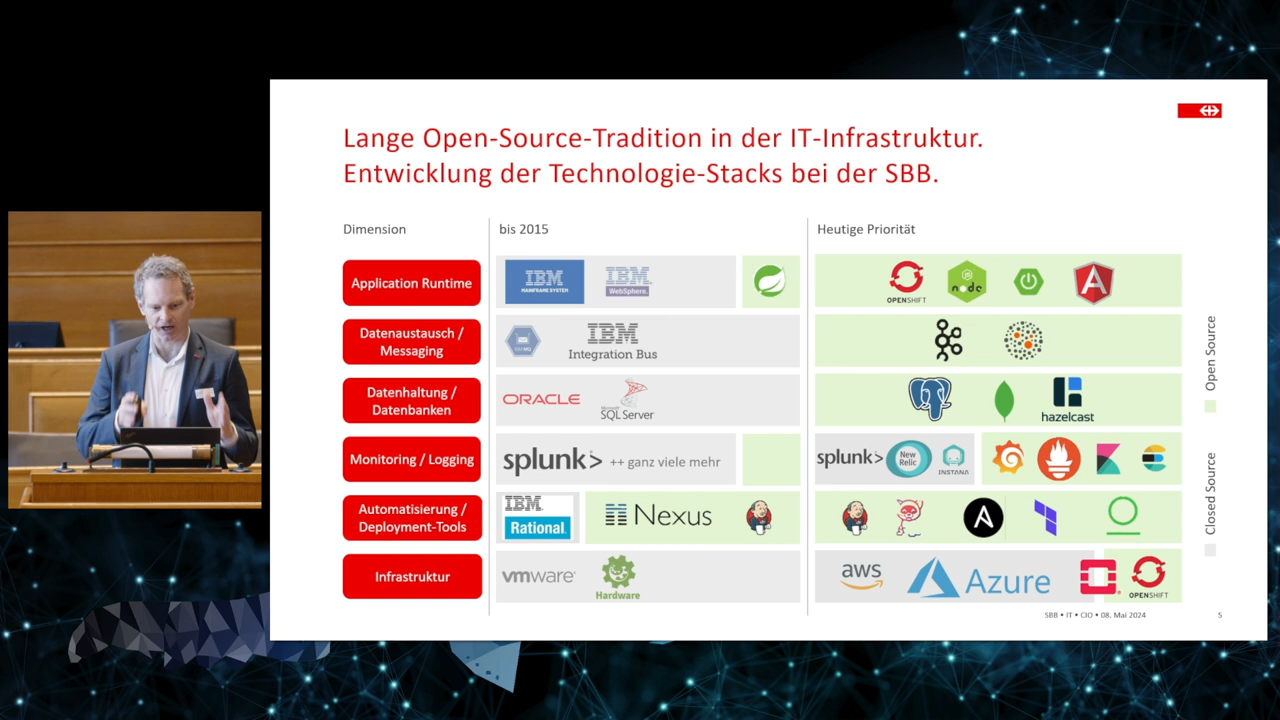 Lange Open-Source-Tradition in der IT-Infrastruktur.
Entwicklung der Technologie-Stacks bei der SBB.
Dimension
bis 2015
Heutige Priorität
Application Runtime
IBM
MAINFRAME SYSTEM
IBM
WebSphere.
OPENSHIFT
node
Datenaustausch /
Messaging
IBM
Integration Bus
Datenhaltung /
Datenbanken
ORACLE
Microsoft
SQL Server
hazelcast
Monitoring / Logging
splunk> ++ ganz viele mehr
splunk>
New
Relic
INSTANA
Automatisierung /
Deployment-Tools
IBM.
Rational.
Nexus
A
Infrastruktur
vmware
Hardware
aws
Azure
OPENSHIFT
Open Source
Closed Source
SBB • IT • CIO • 08. Mai 2024
5